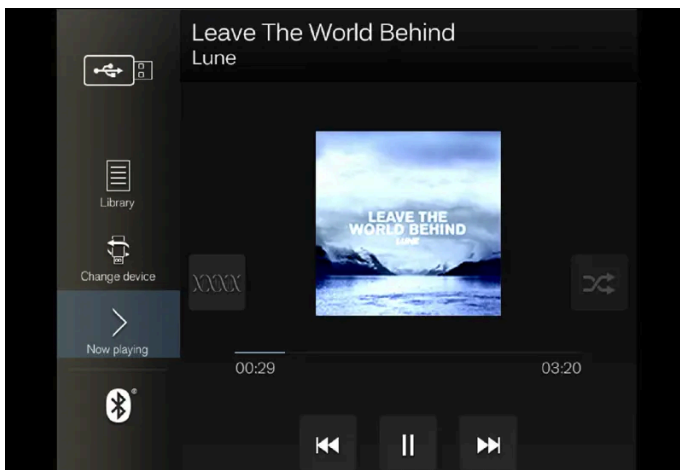 Leave The World Behind
Lune
Library
LEAVE THE
WORLD BEHIND
LUNE
Change device
XXXX
Now playing
00:29
03:20